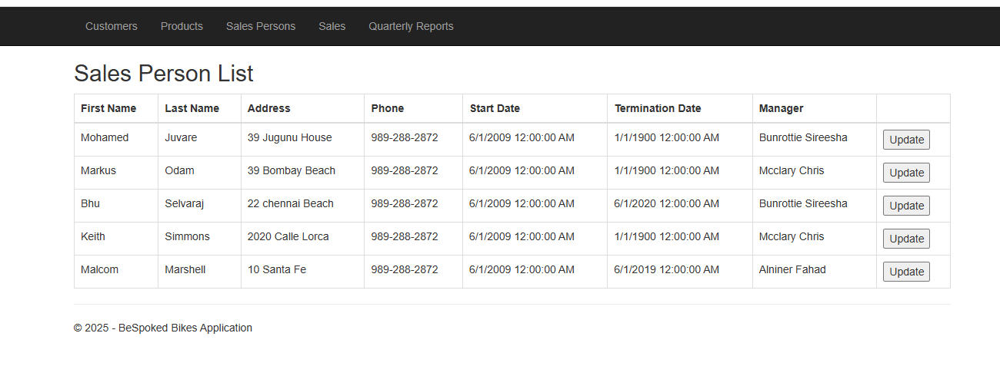 Customers Products Sales Persons Sales Quarterly Reports
Sales Person List
First Name Last Name Address Phone Start Date Termination Date Manager
Mohamed Juvare 39 Jugunu House 989-288-2872 6/1/2009 12:00:00 AM 1/1/1900 12:00:00 AM Bunrottie Sireesha Update
Markus Odam 39 Bombay Beach 989-288-2872 6/1/2009 12:00:00 AM 1/1/1900 12:00:00 AM Mcclary Chris Update
Bhu Selvaraj 22 chennai Beach 989-288-2872 6/1/2009 12:00:00 AM 6/1/2020 12:00:00 AM Bunrottie Sireesha Update
Keith Simmons 2020 Calle Lorca 989-288-2872 6/1/2009 12:00:00 AM 1/1/1900 12:00:00 AM Mcclary Chris Update
Malcom Marshell 10 Santa Fe 989-288-2872 6/1/2009 12:00:00 AM 6/1/2019 12:00:00 AM Alniner Fahad Update
© 2025 - BeSpoked Bikes Application